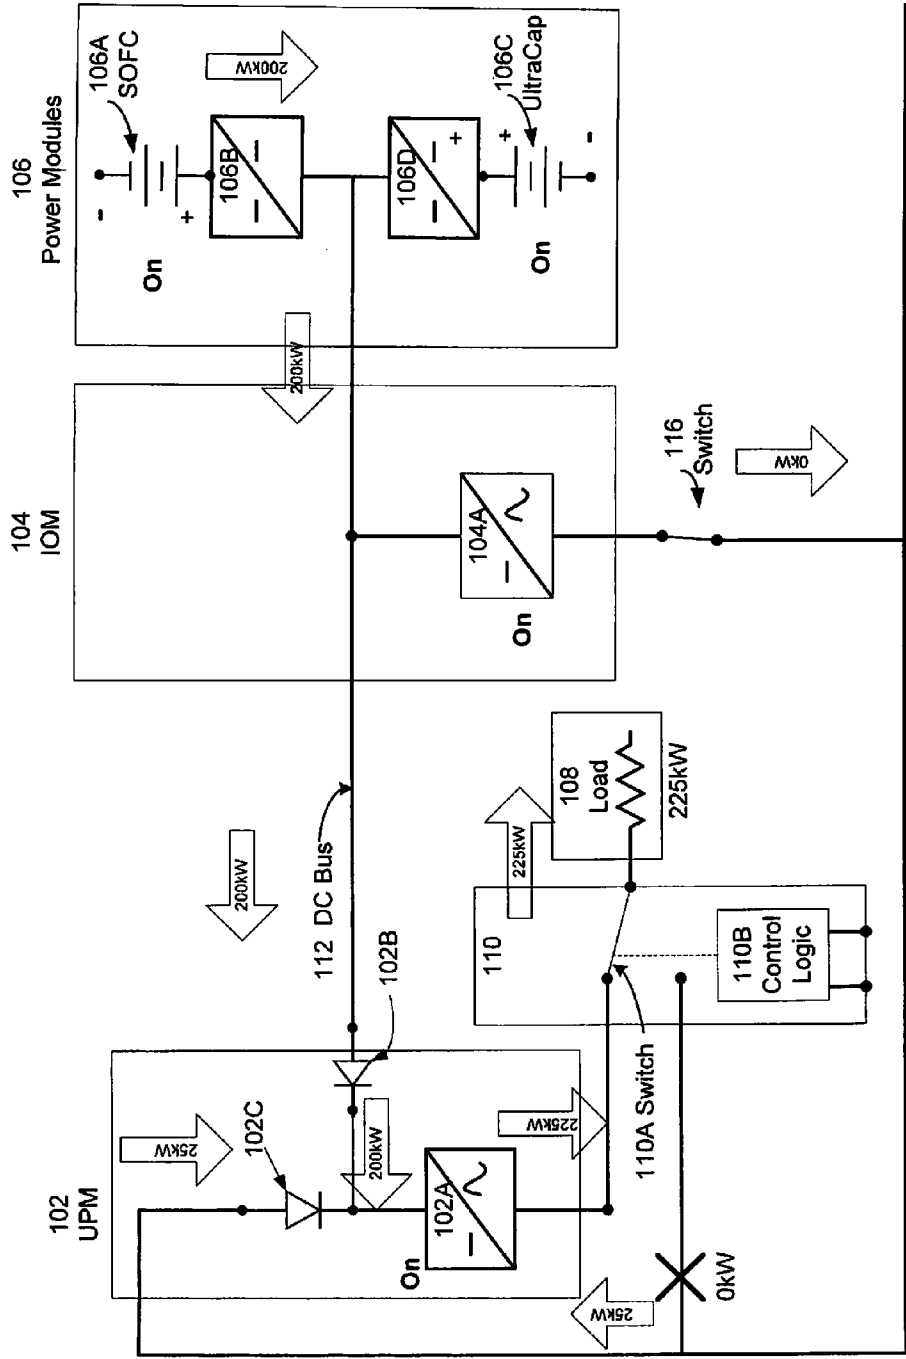 102
UPM
104
IOM
106
Power Modules
25kW
102C
200kW
102B
112 DC Bus
200kW
200kW
106A
SOFC
-
+
On
106B
200kW
106D
+
+
106C
UltraCap
-
On
102A
On
225kW
104A
On
110
225kW
108
Load
225kW
116
Switch
0kW
110A Switch
110B
Control
Logic
25kW
0kW